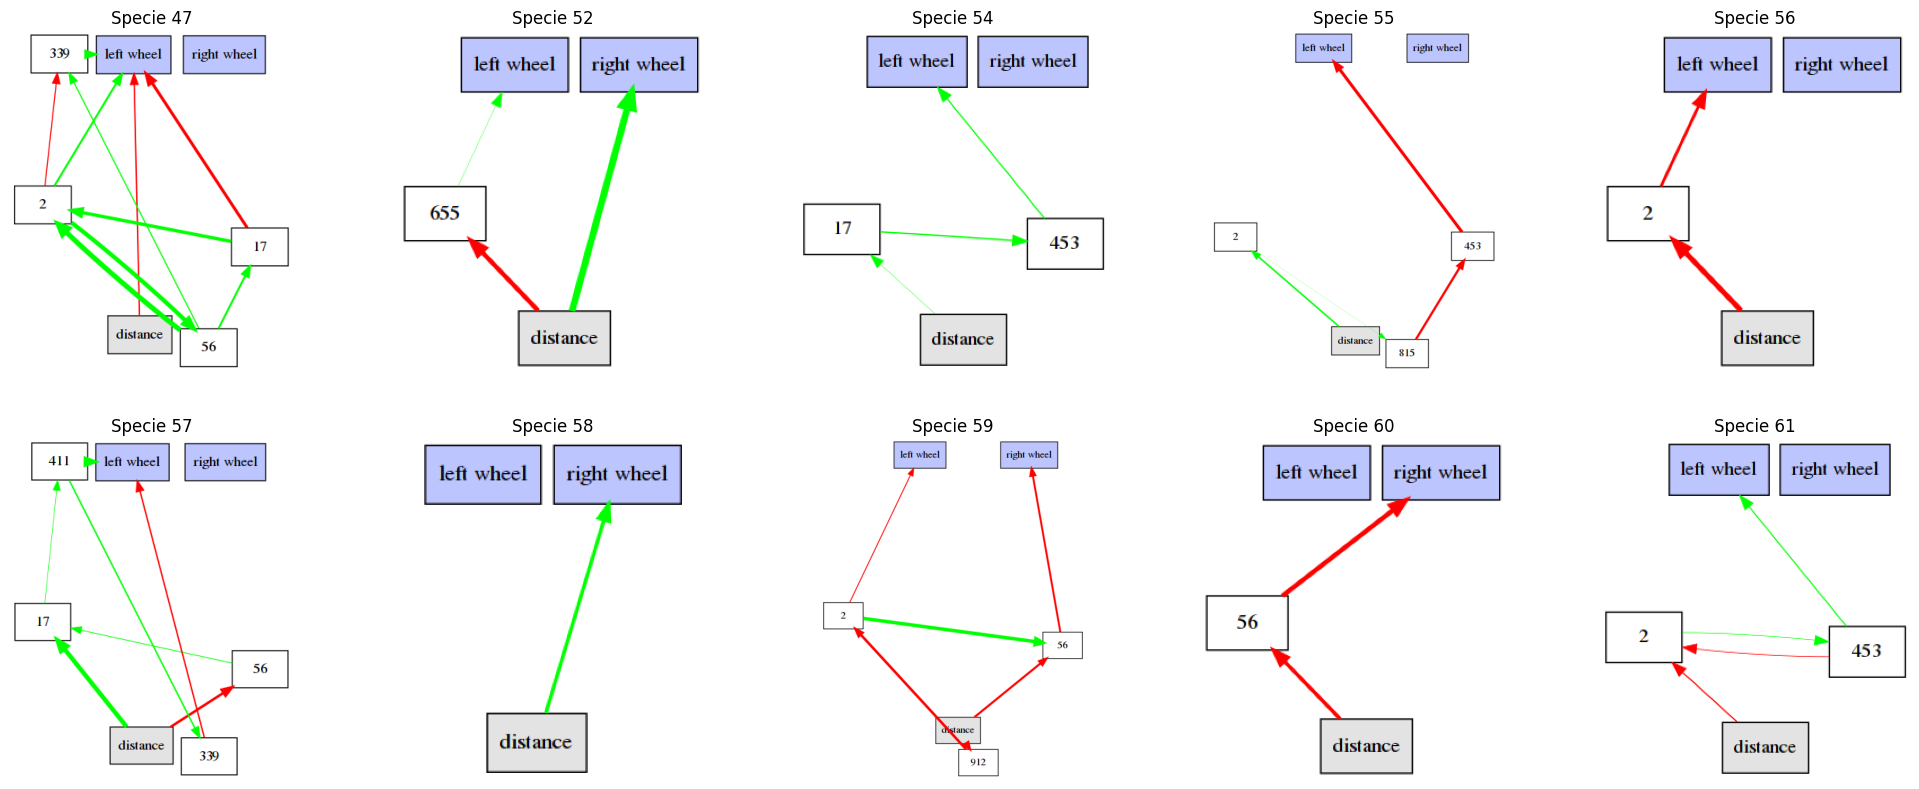 Specie 47
339
left wheel
right wheel
2
17
distance
56
Specie 52
left wheel
right wheel
655
distance
Specie 54
left wheel
right wheel
17
453
distance
Specie 55
left wheel
right wheel
2
453
distance
815
Specie 56
left wheel
right wheel
2
distance
Specie 57
411
left wheel
right wheel
17
56
distance
339
Specie 58
left wheel
right wheel
distance
Specie 59
left wheel
right wheel
2
56
distance
912
Specie 60
left wheel
right wheel
56
distance
Specie 61
left wheel
right wheel
2
453
distance